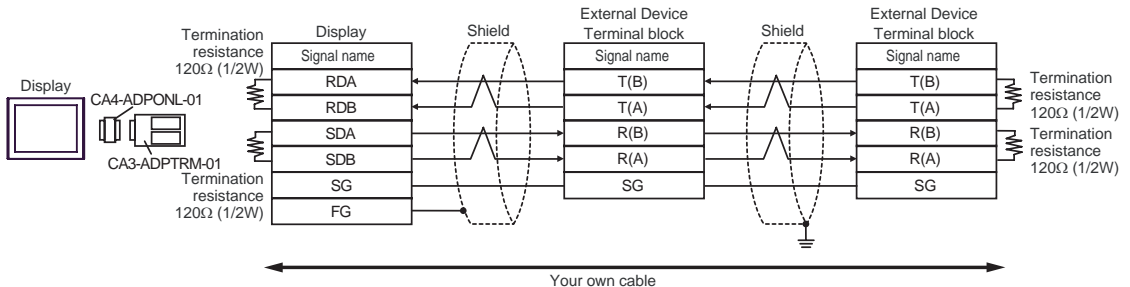 Termination
resistance
120Ω (1/2W)
Display
Shield
External Device
Terminal block
Shield
External Device
Terminal block
Signal name
Signal name
Signal name
RDA
T(B)
T(B)
RDB
T(A)
T(A)
SDA
R(B)
R(B)
SDB
R(A)
R(A)
SG
SG
SG
FG
Display
CA4-ADPONL-01
CA3-ADPTRM-01
Termination
resistance
120Ω (1/2W)
Termination
resistance
120Ω (1/2W)
Termination
resistance
120Ω (1/2W)
Your own cable